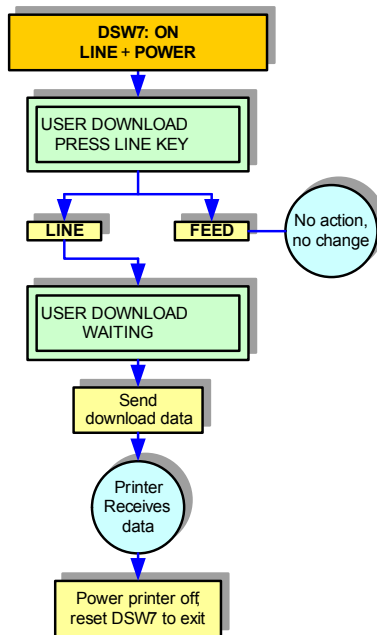 DSW7: ON
LINE + POWER
USER DOWNLOAD
PRESS LINE KEY
LINE
FEED
No action,
no change
USER DOWNLOAD
WAITING
Send
download data
Printer
Receives
data
Power printer off,
reset DSW7 to exit